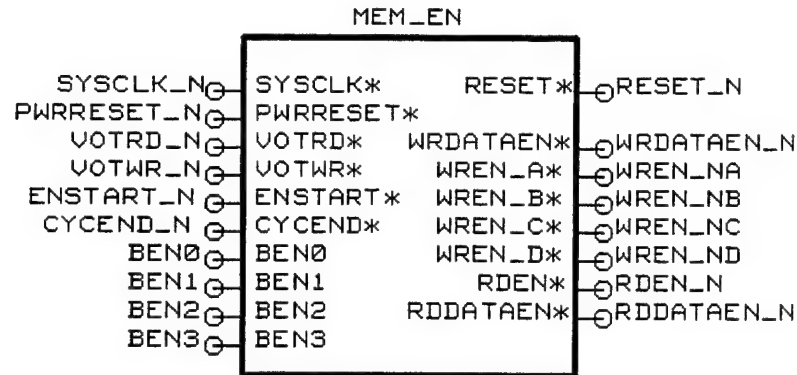 MEM_EN
SYSCLK_N SYSCLK* RESET* RESET_N
PWRRESET_N PWRRESET*
VOTRD_N VOTRD* WRDATAEN* WRDATAEN_N
VOTWR_N VOTWR* WREN_A* WREN_NA
ENSTART_N ENSTART* WREN_B* WREN_NB
CYCEND_N CYCEND* WREN_C* WREN_NC
BEN0 BEN0 WREN_D* WREN_ND
BEN1 BEN1 RDEN* RDEN_N
BEN2 BEN2 RDDATAEN* RDDATAEN_N
BEN3 BEN3